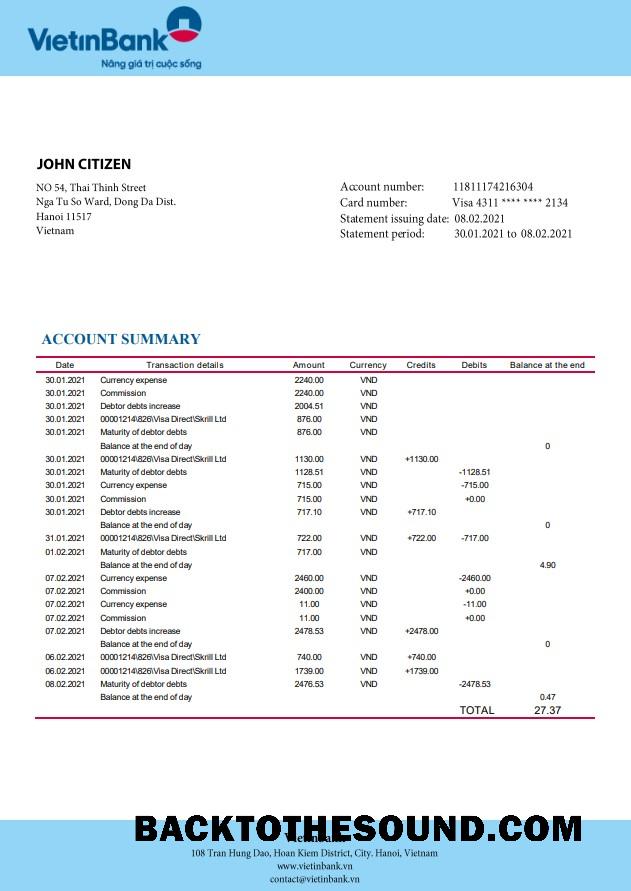 VietinBank
Nâng giá trị cuộc sống
JOHN CITIZEN
NO 54, Thai Thinh Street
Nga Tu So Ward, Dong Da Dist.
Hanoi 11517
Vietnam
Account number: 11811174216304
Card number: Visa 4311 **** **** 2134
Statement issuing date: 08.02.2021
Statement period: 30.01.2021 to 08.02.2021
ACCOUNT SUMMARY
Date Transaction details Amount Currency Credits Debits Balance at the end
30.01.2021 Currency expense 2240.00 VND
30.01.2021 Commission 2240.00 VND
30.01.2021 Debtor debts increase 2004.51 VND
30.01.2021 00001214\826\Visa Direct\Skrill Ltd 876.00 VND
30.01.2021 Maturity of debtor debts 876.00 VND
Balance at the end of day 0
30.01.2021 00001214\826\Visa Direct\Skrill Ltd 1130.00 VND +1130.00
30.01.2021 Maturity of debtor debts 1128.51 VND -1128.51
30.01.2021 Currency expense 715.00 VND -715.00
30.01.2021 Commission 715.00 VND +0.00
30.01.2021 Debtor debts increase 717.10 VND +717.10
Balance at the end of day 0
31.01.2021 00001214\826\Visa Direct\Skrill Ltd 722.00 VND +722.00 -717.00
01.02.2021 Maturity of debtor debts 717.00 VND
Balance at the end of day 4.90
07.02.2021 Currency expense 2460.00 VND -2460.00
07.02.2021 Commission 2400.00 VND +0.00
07.02.2021 Currency expense 11.00 VND -11.00
07.02.2021 Commission 11.00 VND +0.00
07.02.2021 Debtor debts increase 2478.53 VND +2478.00
Balance at the end of day 0
06.02.2021 00001214\826\Visa Direct\Skrill Ltd 740.00 VND +740.00
06.02.2021 00001214\826\Visa Direct\Skrill Ltd 1739.00 VND +1739.00
08.02.2021 Maturity of debtor debts 2476.53 VND -2478.53
Balance at the end of day 0.47
TOTAL 27.37
BACKTOTHESOUND.COM
VietinBank
108 Tran Hung Dao, Hoan Kiem District, City. Hanoi, Vietnam
www.vietinbank.vn
contact@vietinbank.vn